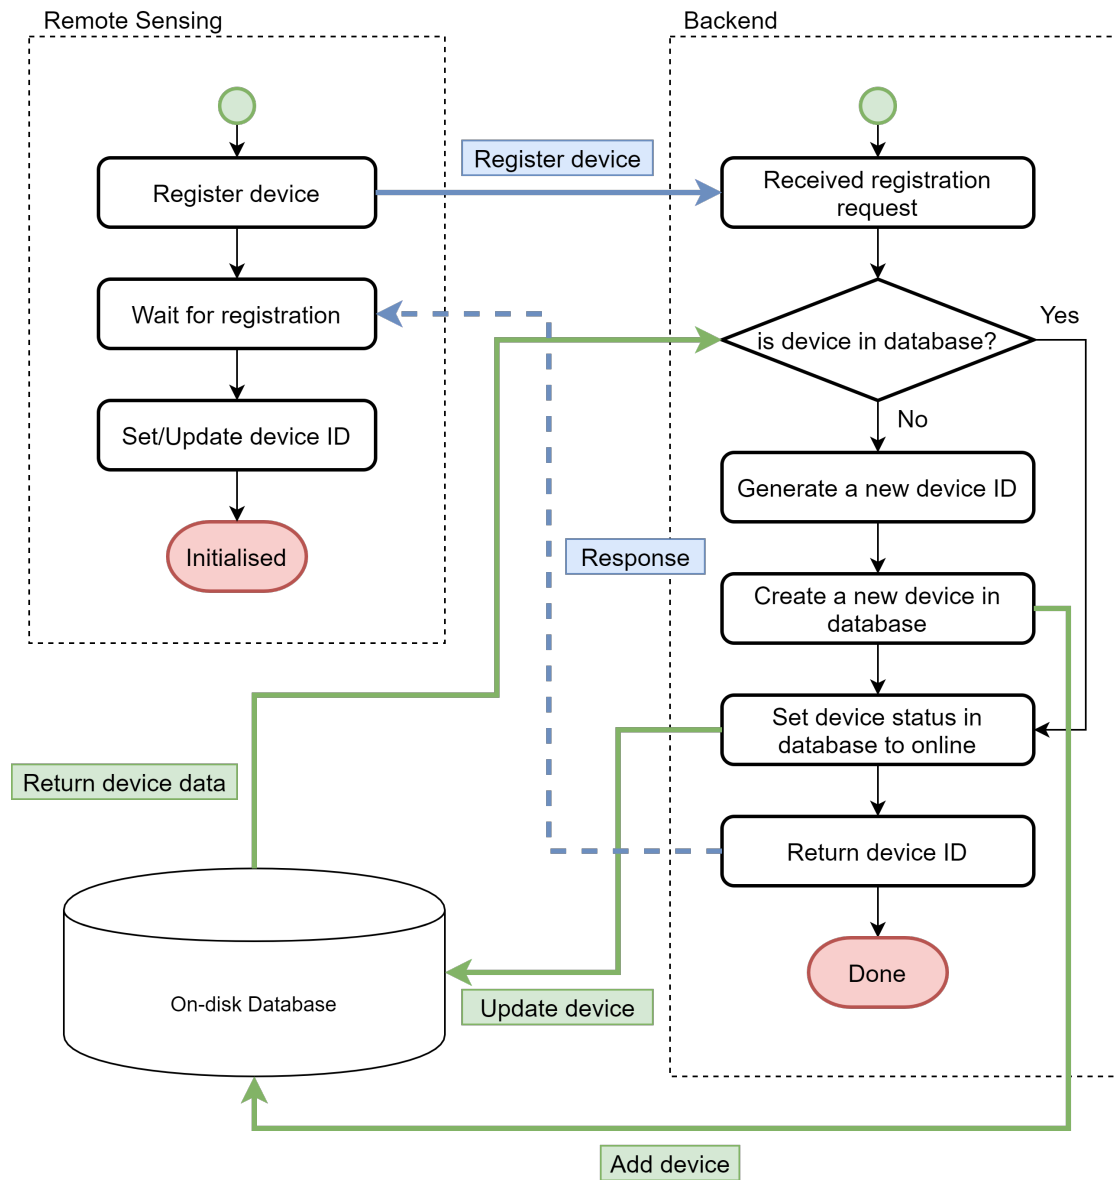 Remote Sensing
Backend
Register device
Register device
Received registration
request
Wait for registration
is device in database?
Yes
No
Set/Update device ID
Generate a new device ID
Initialised
Response
Create a new device in
database
Set device status in
database to online
Return device data
Return device ID
On-disk Database
Update device
Done
Add device